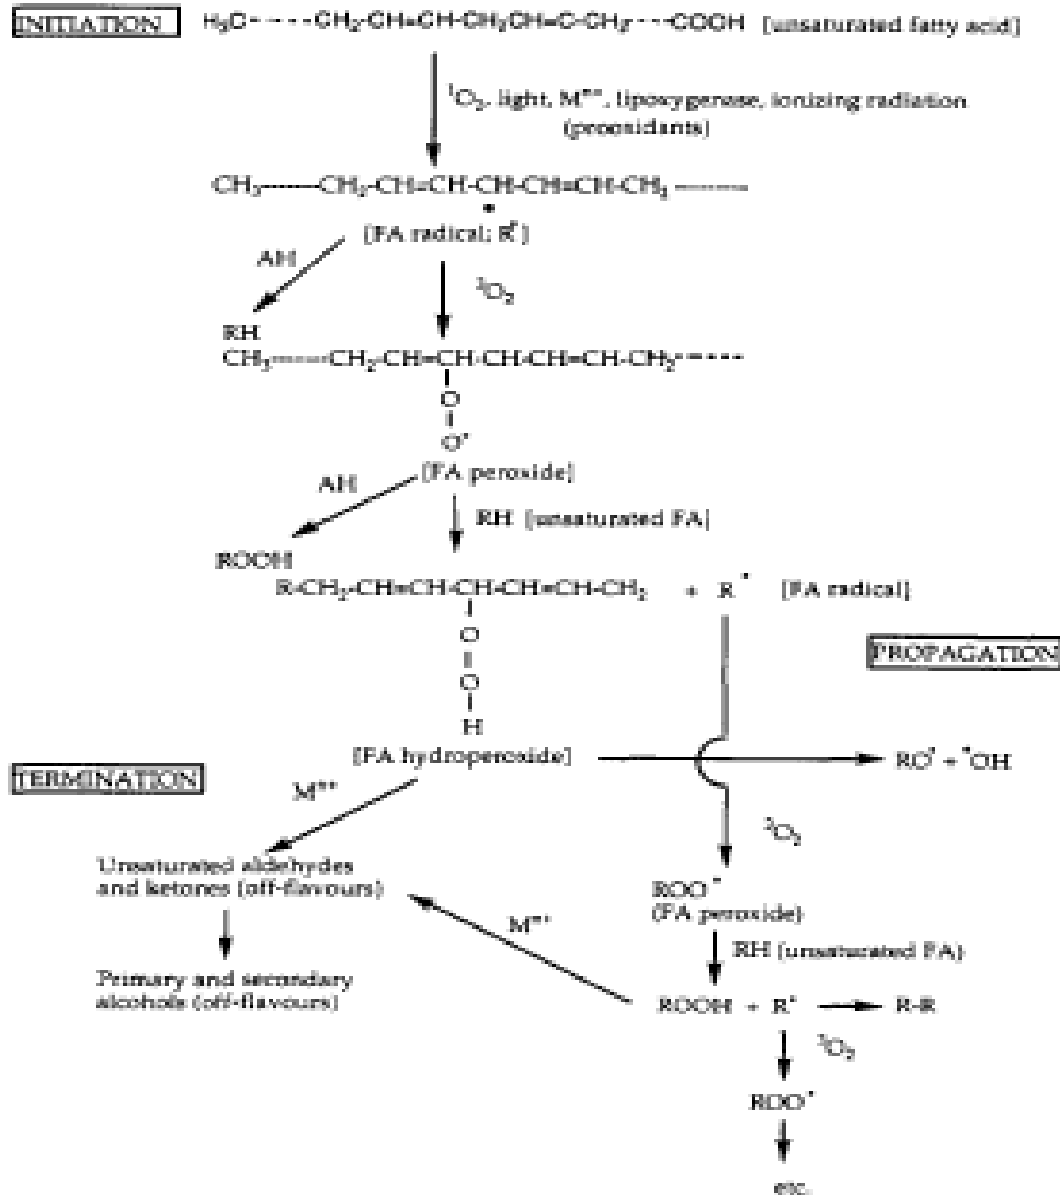 INITIATION
H₃C-----CH₂-CH=CH-CH₂CH=C-CH₂----COOH [unsaturated fatty acid]
¹O₂, light, Mⁿ⁺, lipoxygenase, ionizing radiation
(prooxidants)
CH₃------CH₂-CH=CH-CH-CH=CH-CH₂--------
•
[FA radical; R•]
AH
³O₂
RH
CH₃------CH₂-CH=CH-CH-CH=CH-CH₂------
O
O•
[FA peroxide]
AH
RH [unsaturated FA]
ROOH
R-CH₂-CH=CH-CH-CH=CH-CH₂ + R• [FA radical]
O
O
H
PROPAGATION
[FA hydroperoxide]
RO• + •OH
TERMINATION
Mⁿ⁺
³O₂
Unsaturated aldehydes
and ketones (off-flavours)
ROO•
(FA peroxide)
Mⁿ⁺
RH (unsaturated FA)
Primary and secondary
alcohols (off-flavours)
ROOH + R•
R-R
³O₂
ROO•
etc.